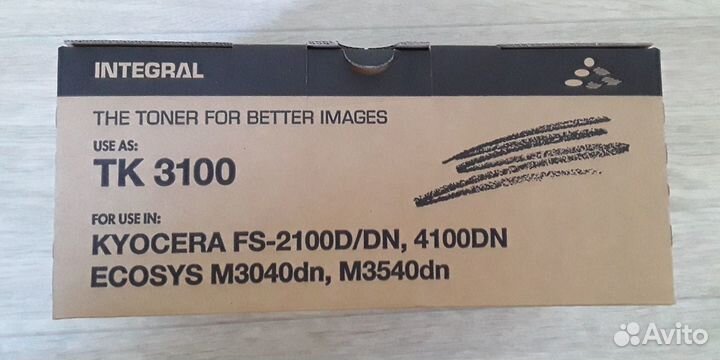 INTEGRAL
THE TONER FOR BETTER IMAGES
USE AS:
TK 3100
FOR USE IN:
KYOCERA FS-2100D/DN, 4100DN
ECOSYS M3040dn, M3540dn
Avito